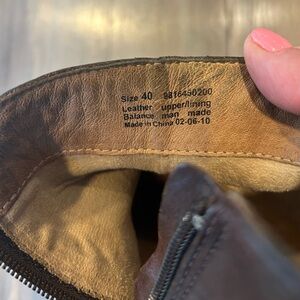 Size 40 9816450200
Leather upper/lining
Balance man made
Made in China 02-06-10